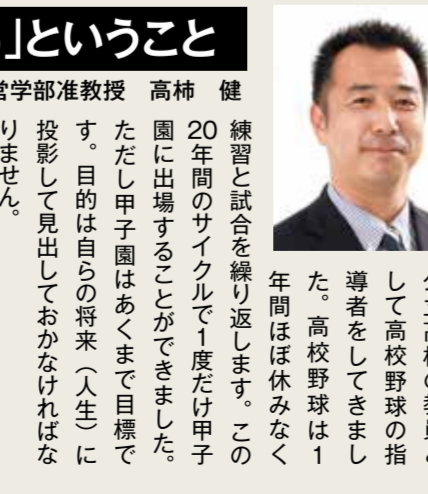 」ということ
営学部准教授 高柿 健
公立高校の教員と
して高校野球の指
導者をしてきまし
た。高校野球は1
年間ほぼ休みなく
練習と試合を繰り返します。この
20年間のサイクルで1度だけ甲子
園に出場することができました。
ただし甲子園はあくまで目標で
す。目的は自らの将来（人生）に
投影して見出しておかなければな
りません。